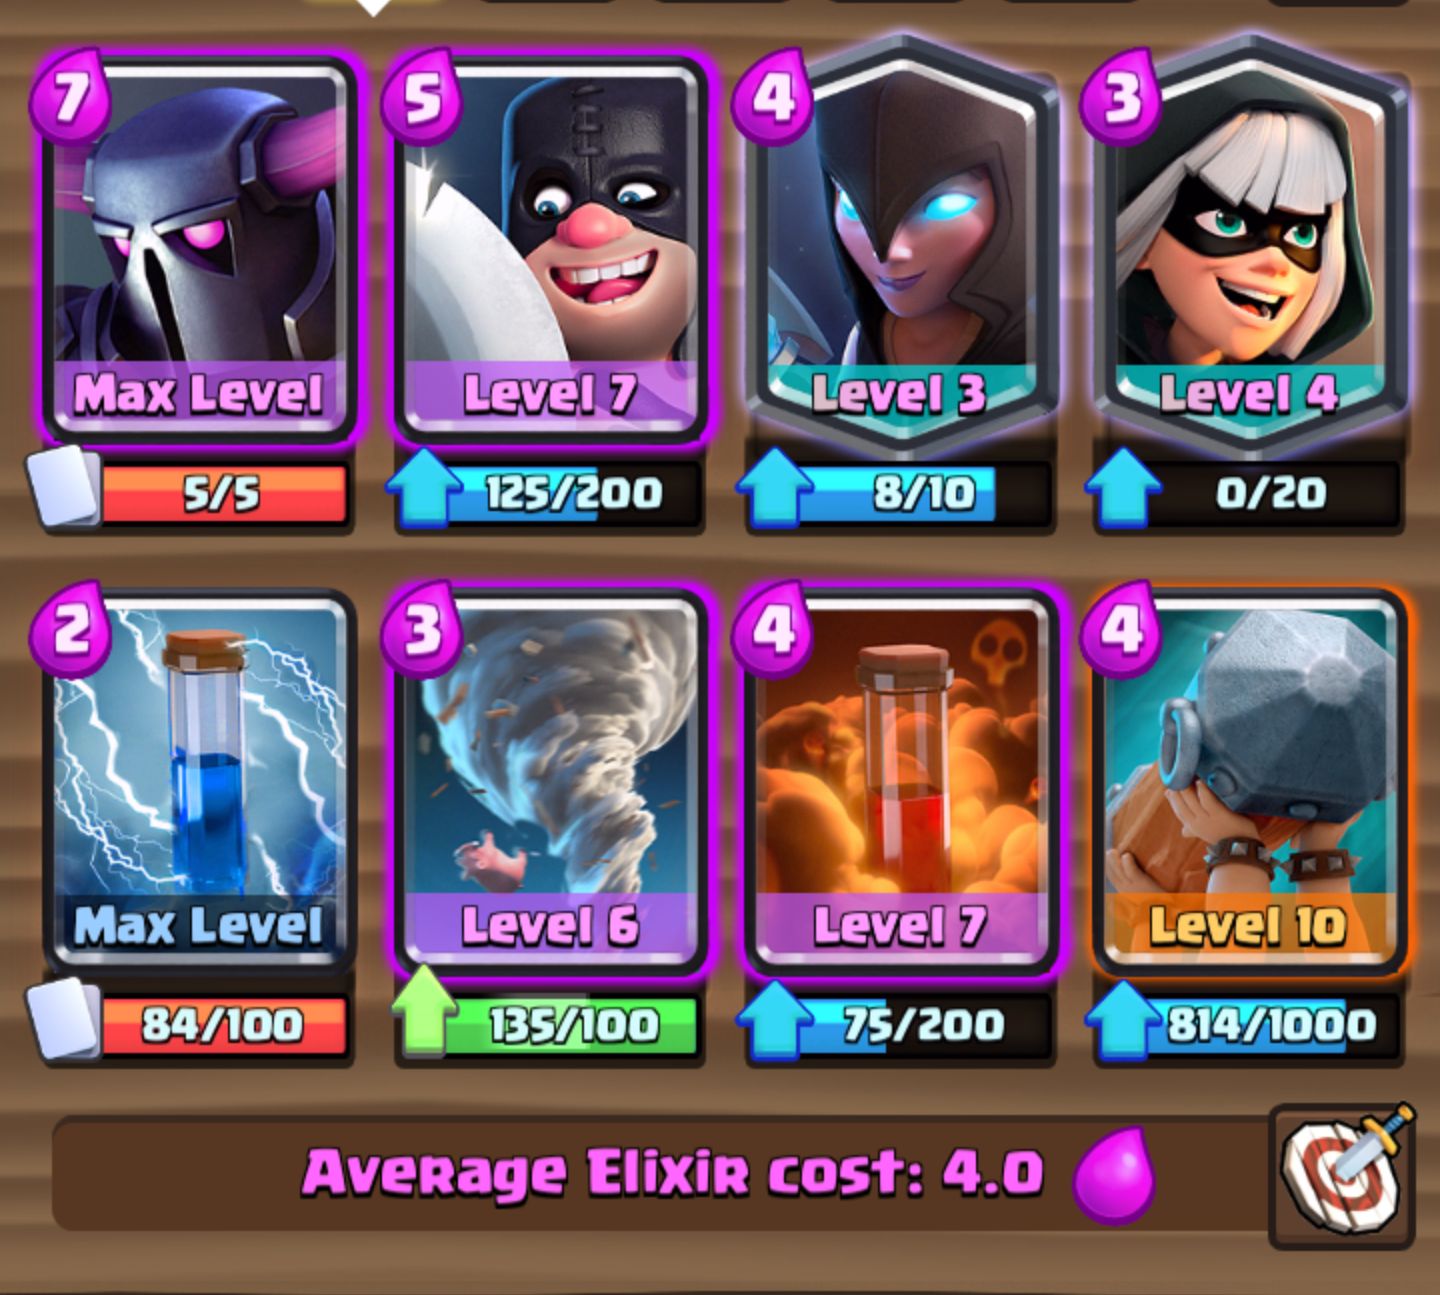 7
5
4
3
Max Level
Level 7
Level 3
Level 4
5/5
125/200
8/10
0/20
2
3
4
4
Max Level
Level 6
Level 7
Level 10
84/100
135/100
75/200
814/1000
Average Elixir cost: 4.0